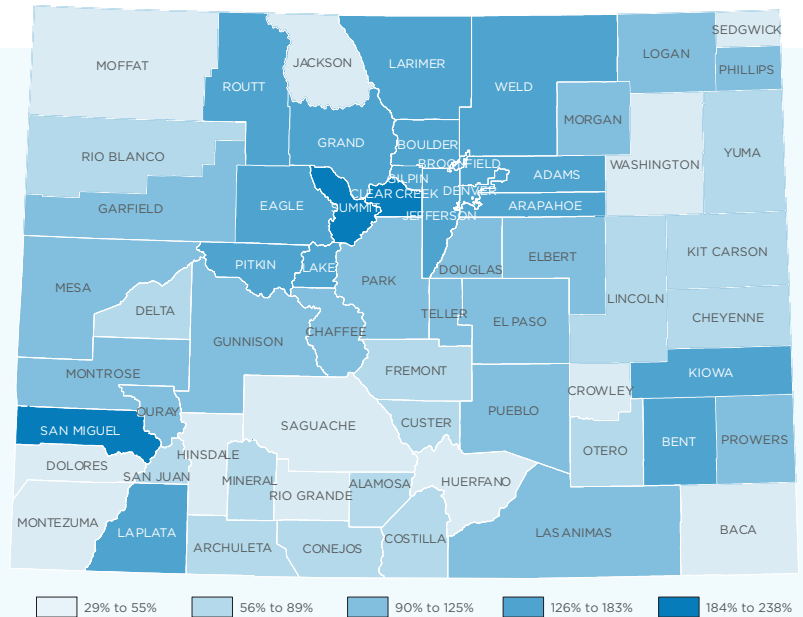 SEDGWICK
LOGAN
MOFFAT
JACKSON
LARIMER
PHILLIPS
ROUTT
WELD
MORGAN
GRAND
BOULDER
YUMA
RIO BLANCO
BROOMFIELD
WASHINGTON
GILPIN
ADAMS
CLEAR CREEK
DENVER
EAGLE
SUMMIT
ARAPAHOE
GARFIELD
JEFFERSON
KIT CARSON
ELBERT
PITKIN
LAKE
DOUGLAS
PARK
MESA
LINCOLN
DELTA
TELLER
CHEYENNE
EL PASO
CHAFFEE
GUNNISON
FREMONT
MONTROSE
KIOWA
CROWLEY
OURAY
PUEBLO
CUSTER
SAGUACHE
SAN MIGUEL
BENT
PROWERS
OTERO
HINSDALE
DOLORES
SAN JUAN
MINERAL
ALAMOSA
HUERFANO
RIO GRANDE
MONTEZUMA
LA PLATA
LAS ANIMAS
BACA
COSTILLA
ARCHULETA
CONEJOS
29% to 55%
56% to 89%
90% to 125%
126% to 183%
184% to 238%